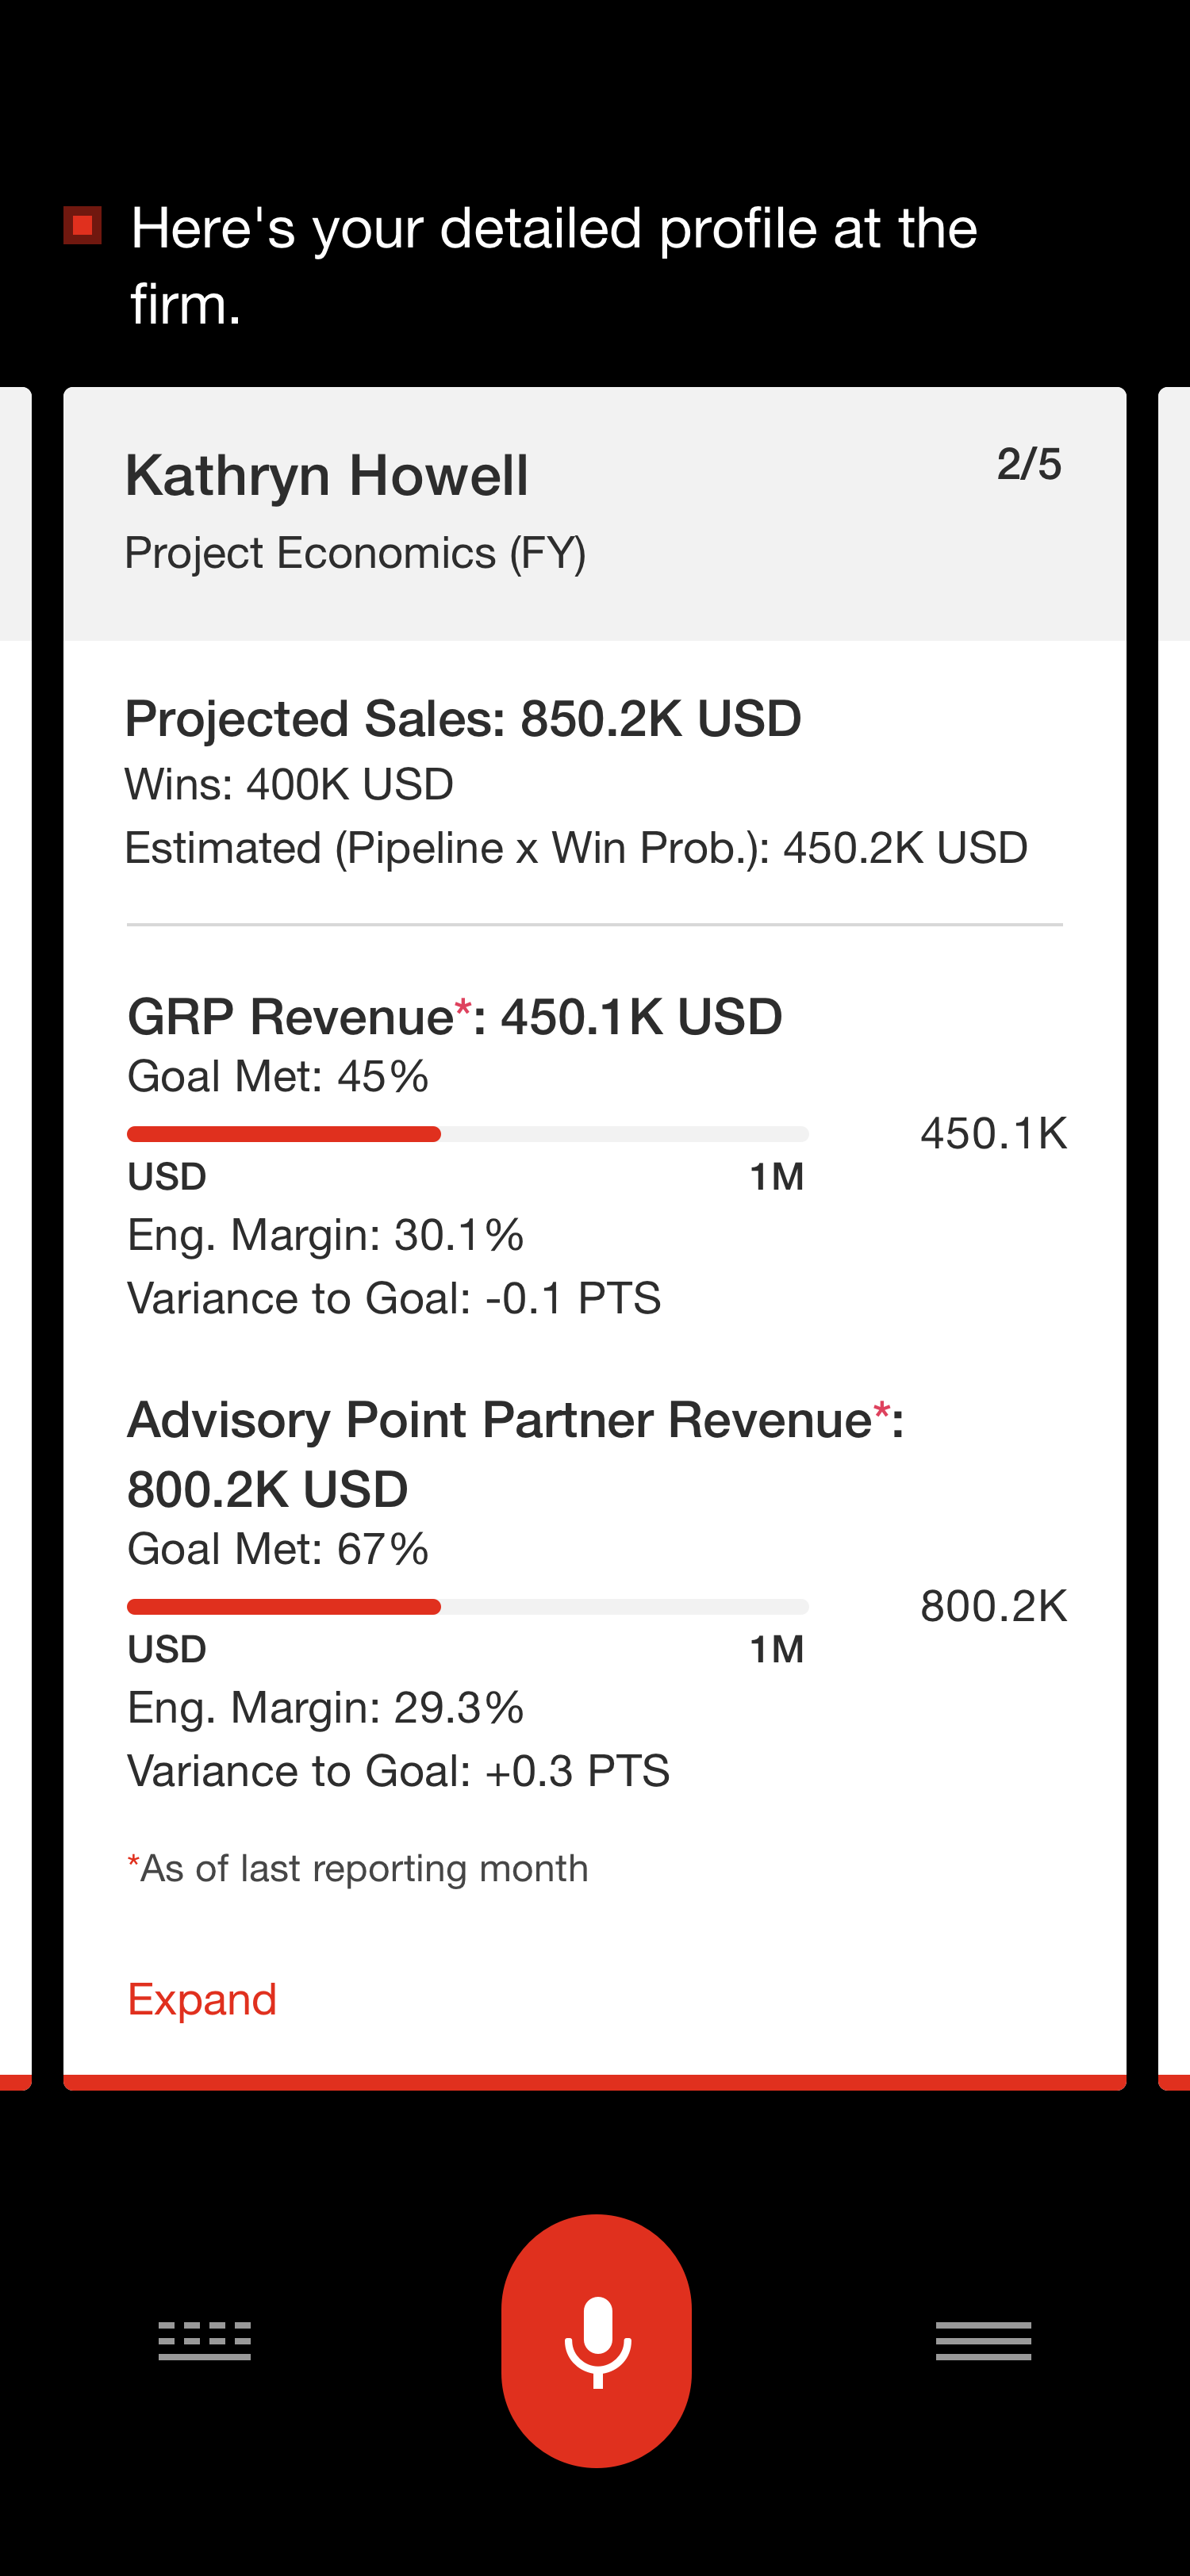 Here's your detailed profile at the
firm.
Kathryn Howell
2/5
Project Economics (FY)
Projected Sales: 850.2K USD
Wins: 400K USD
Estimated (Pipeline x Win Prob.): 450.2K USD
GRP Revenue*: 450.1K USD
Goal Met: 45%
450.1K
USD 1M
Eng. Margin: 30.1%
Variance to Goal: -0.1 PTS
Advisory Point Partner Revenue*:
800.2K USD
Goal Met: 67%
800.2K
USD 1M
Eng. Margin: 29.3%
Variance to Goal: +0.3 PTS
*As of last reporting month
Expand